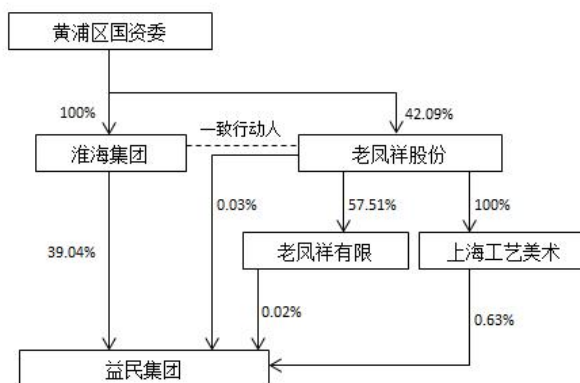 黄浦区国资委
100%
42.09%
一致行动人
淮海集团
老凤祥股份
0.03%
57.51%
100%
39.04%
老凤祥有限
上海工艺美术
0.02%
0.63%
益民集团